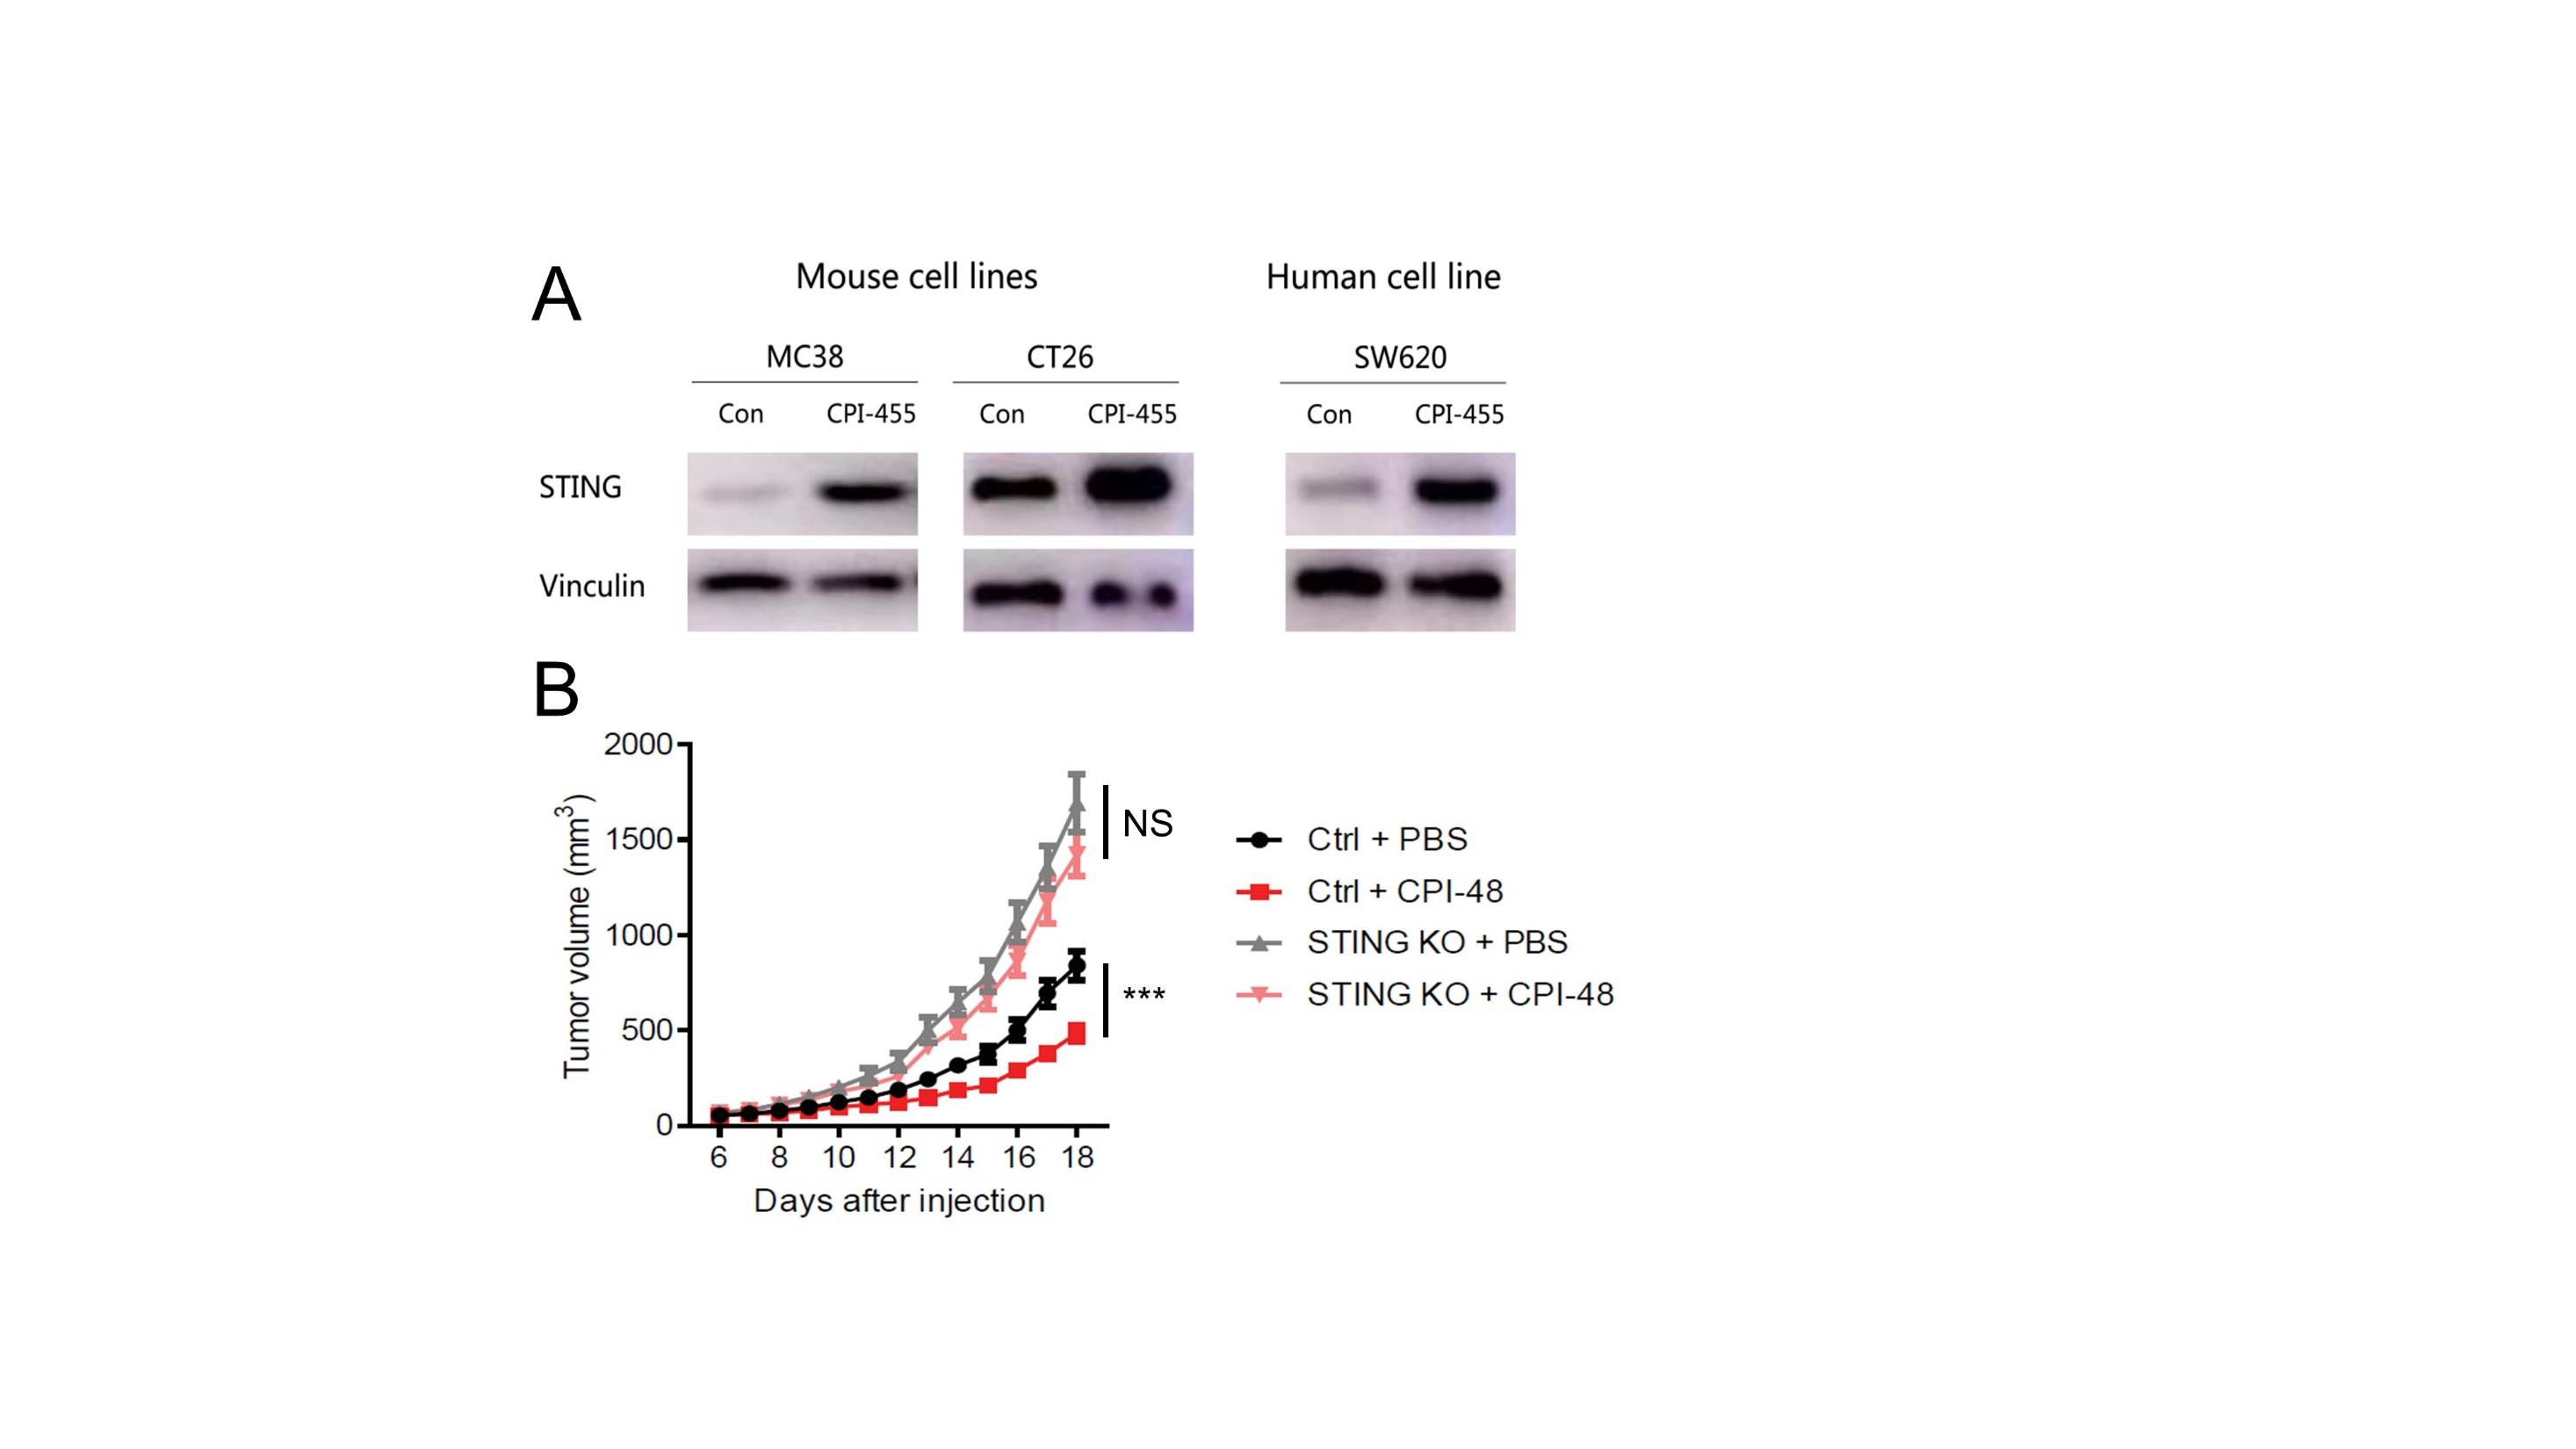 A
Mouse cell lines
Human cell line
MC38
CT26
SW620
Con
CPI-455
Con
CPI-455
Con
CPI-455
STING
Vinculin
B
2000
1500
1000
500
0
Tumor volume (mm³)
6 8 10 12 14 16 18
Days after injection
NS
***
Ctrl + PBS
Ctrl + CPI-48
STING KO + PBS
STING KO + CPI-48